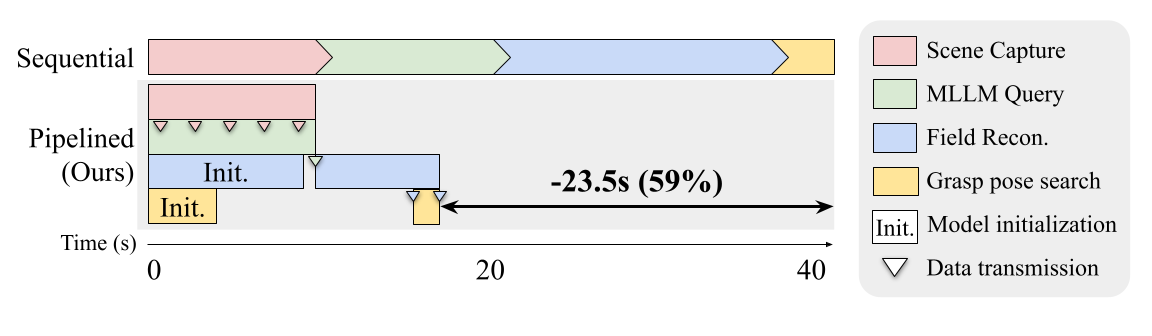 Sequential
Pipelined
(Ours)
Init.
Init.
-23.5s (59%)
Time (s)
0
20
40
Scene Capture
MLLM Query
Field Recon.
Grasp pose search
Init.
Model initialization
Data transmission